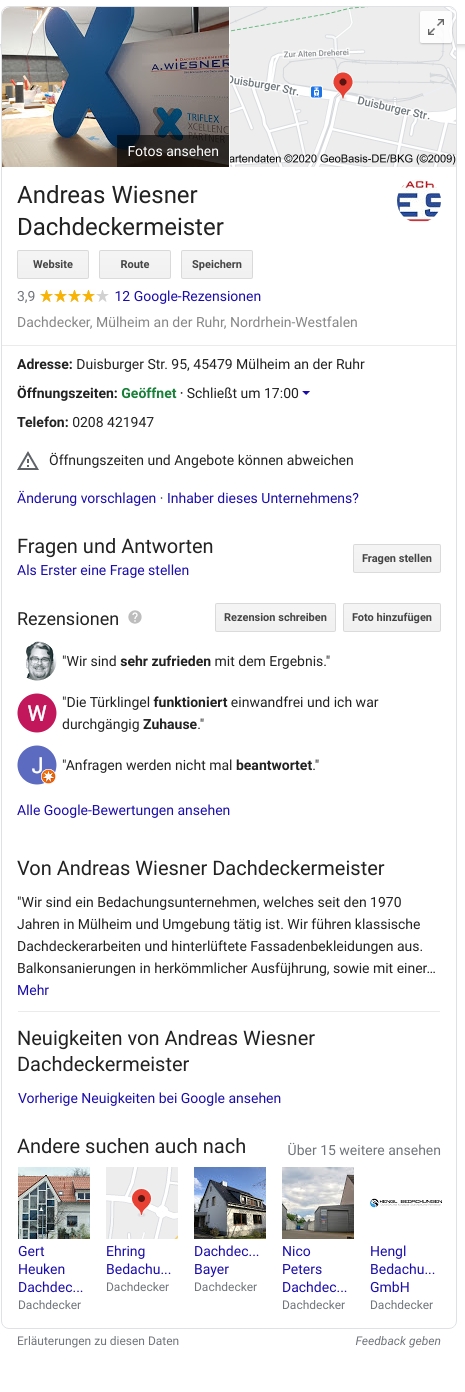 A.WIESNER
TRIFLEX
Fotos ansehen
Zur Alten Dreherei
Duisburger Str.
Duisburger Str.
artendaten ©2020 GeoBasis-DE/BKG (©2009)
Andreas Wiesner
Dachdeckermeister
ACh
ES
Website Route Speichern
3,9 12 Google-Rezensionen
Dachdecker, Mülheim an der Ruhr, Nordrhein-Westfalen
Adresse: Duisburger Str. 95, 45479 Mülheim an der Ruhr
Öffnungszeiten: Geöffnet · Schließt um 17:00
Telefon: 0208 421947
Öffnungszeiten und Angebote können abweichen
Änderung vorschlagen · Inhaber dieses Unternehmens?
Fragen und Antworten
Als Erster eine Frage stellen
Fragen stellen
Rezensionen ? Rezension schreiben Foto hinzufügen
"Wir sind sehr zufrieden mit dem Ergebnis."
W
"Die Türklingel funktioniert einwandfrei und ich war
durchgängig Zuhause."
J
"Anfragen werden nicht mal beantwortet."
Alle Google-Bewertungen ansehen
Von Andreas Wiesner Dachdeckermeister
"Wir sind ein Bedachungsunternehmen, welches seit den 1970
Jahren in Mülheim und Umgebung tätig ist. Wir führen klassische
Dachdeckerarbeiten und hinterlüftete Fassadenbekleidungen aus.
Balkonsanierungen in herkömmlicher Ausfüjhrung, sowie mit einer…
Mehr
Neuigkeiten von Andreas Wiesner
Dachdeckermeister
Vorherige Neuigkeiten bei Google ansehen
Andere suchen auch nach Über 15 weitere ansehen
HENGL BEDACHUNGEN
Gert
Heuken
Dachdec...
Dachdecker
Ehring
Bedachu...
Dachdecker
Dachdec...
Bayer
Dachdecker
Nico
Peters
Dachdec...
Dachdecker
Hengl
Bedachu...
GmbH
Dachdecker
Erläuterungen zu diesen Daten Feedback geben